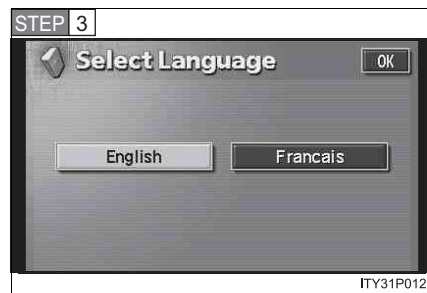 STEP 3
Select Language
OK
English Francais
ITY31P012